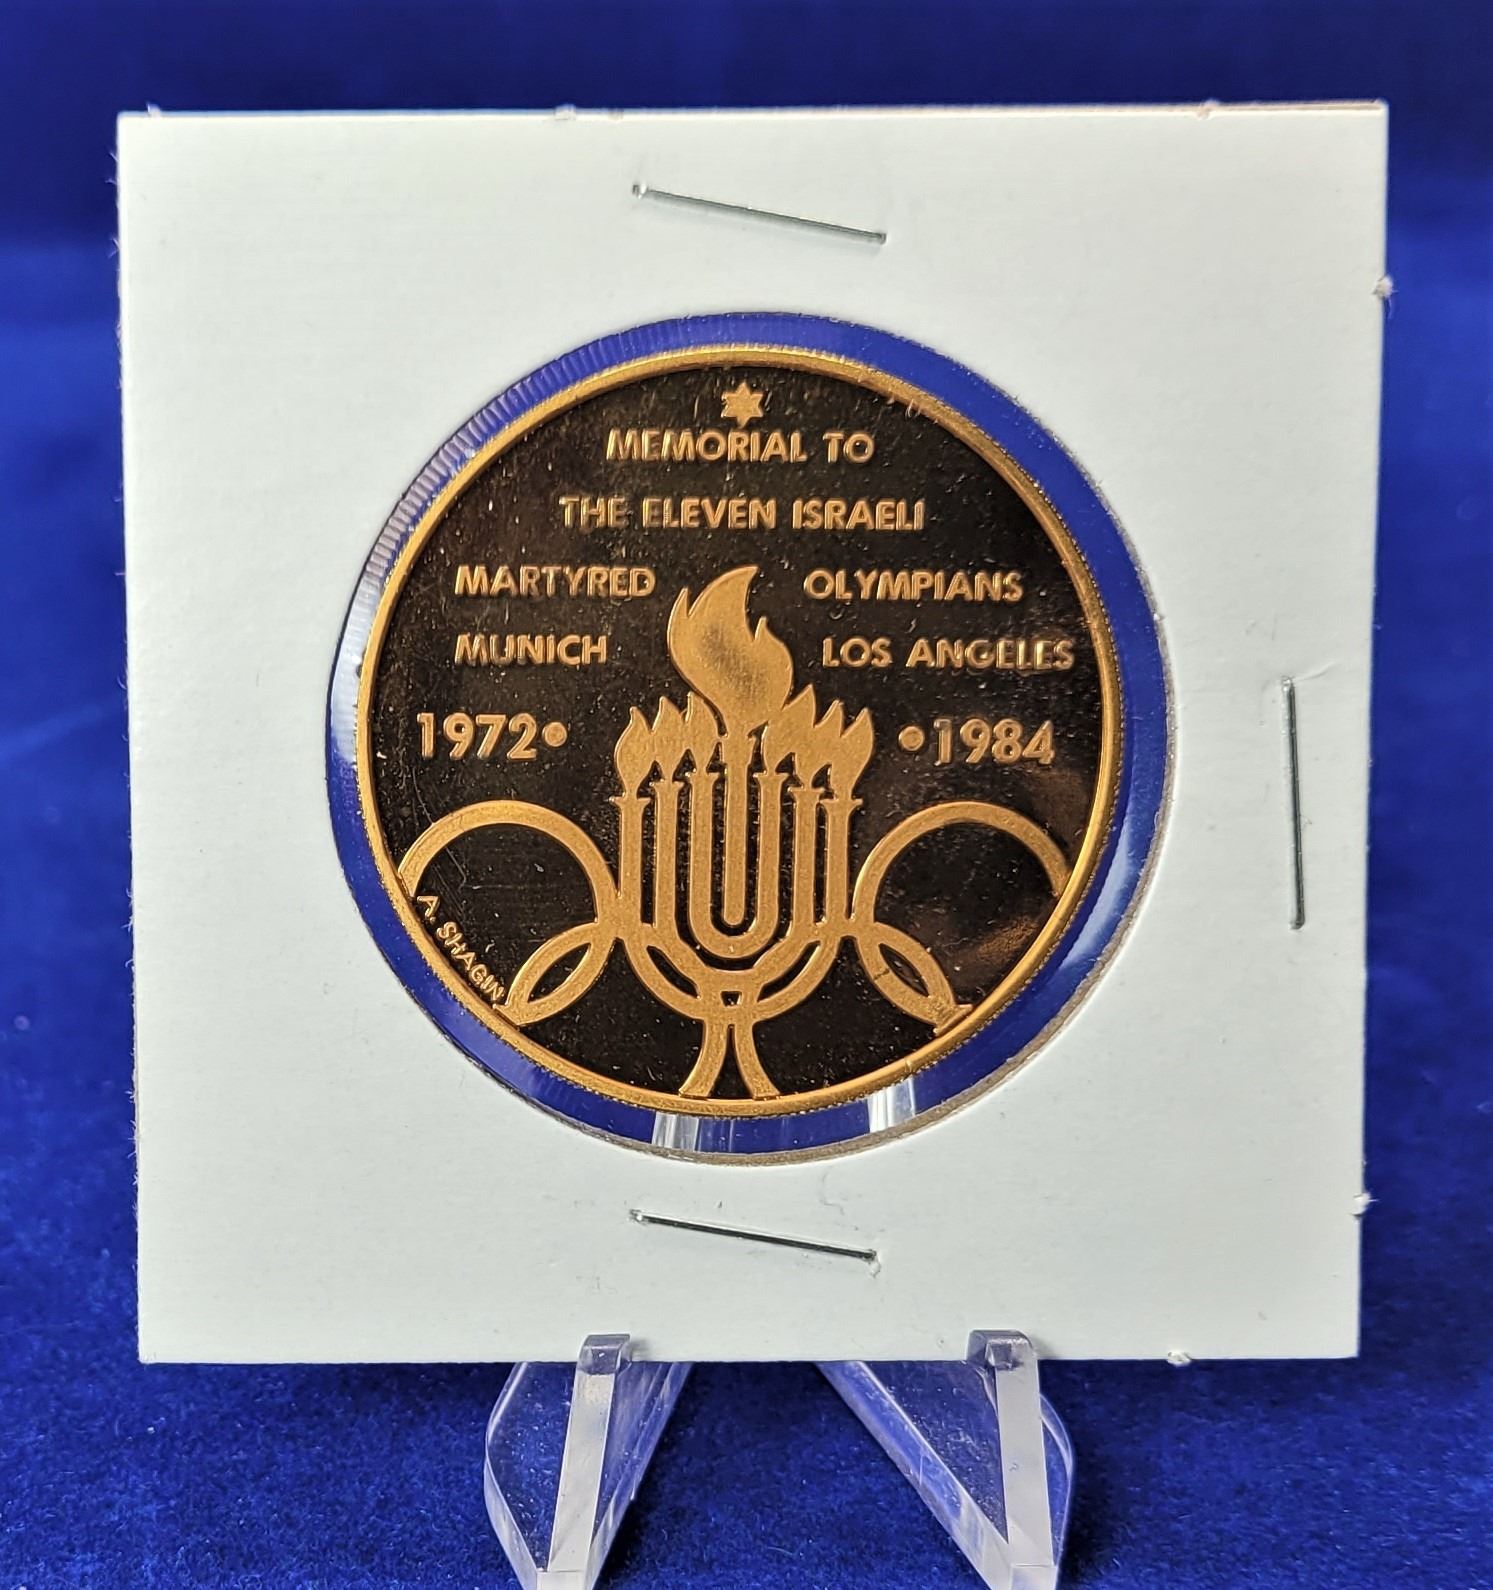 MEMORIAL TO
THE ELEVEN ISRAELI
MARTYRED OLYMPIANS
MUNICH LOS ANGELES
1972• •1984
A. SHAGIN